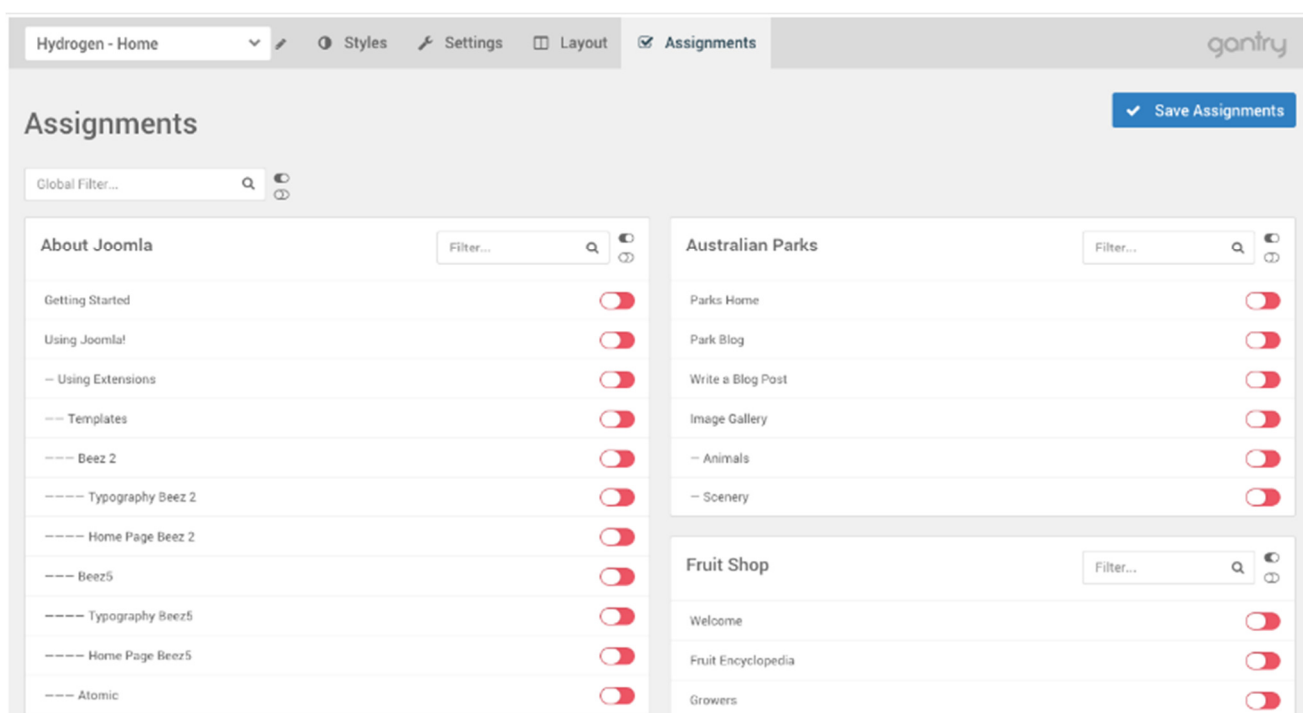 Hydrogen - Home
Styles
Settings
Layout
Assignments
gantry
Assignments
Save Assignments
Global Filter...
About Joomla
Filter...
Getting Started
Using Joomla!
— Using Extensions
—— Templates
——— Beez 2
———— Typography Beez 2
———— Home Page Beez 2
——— Beez5
———— Typography Beez5
———— Home Page Beez5
——— Atomic
Australian Parks
Filter...
Parks Home
Park Blog
Write a Blog Post
Image Gallery
— Animals
— Scenery
Fruit Shop
Filter...
Welcome
Fruit Encyclopedia
Growers